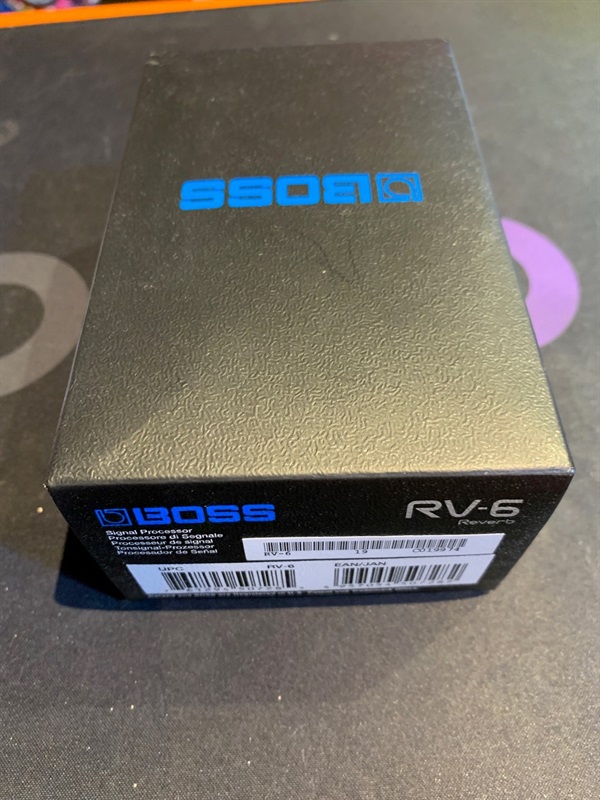 BOSS
BOSS
RV-6
Reverb
Signal Processor
Processore di Segnale
Processeur de signal
Tonsignal-Prozessor
Procesador de Señal
RV-6 19
UPC RV-6 EAN/JAN